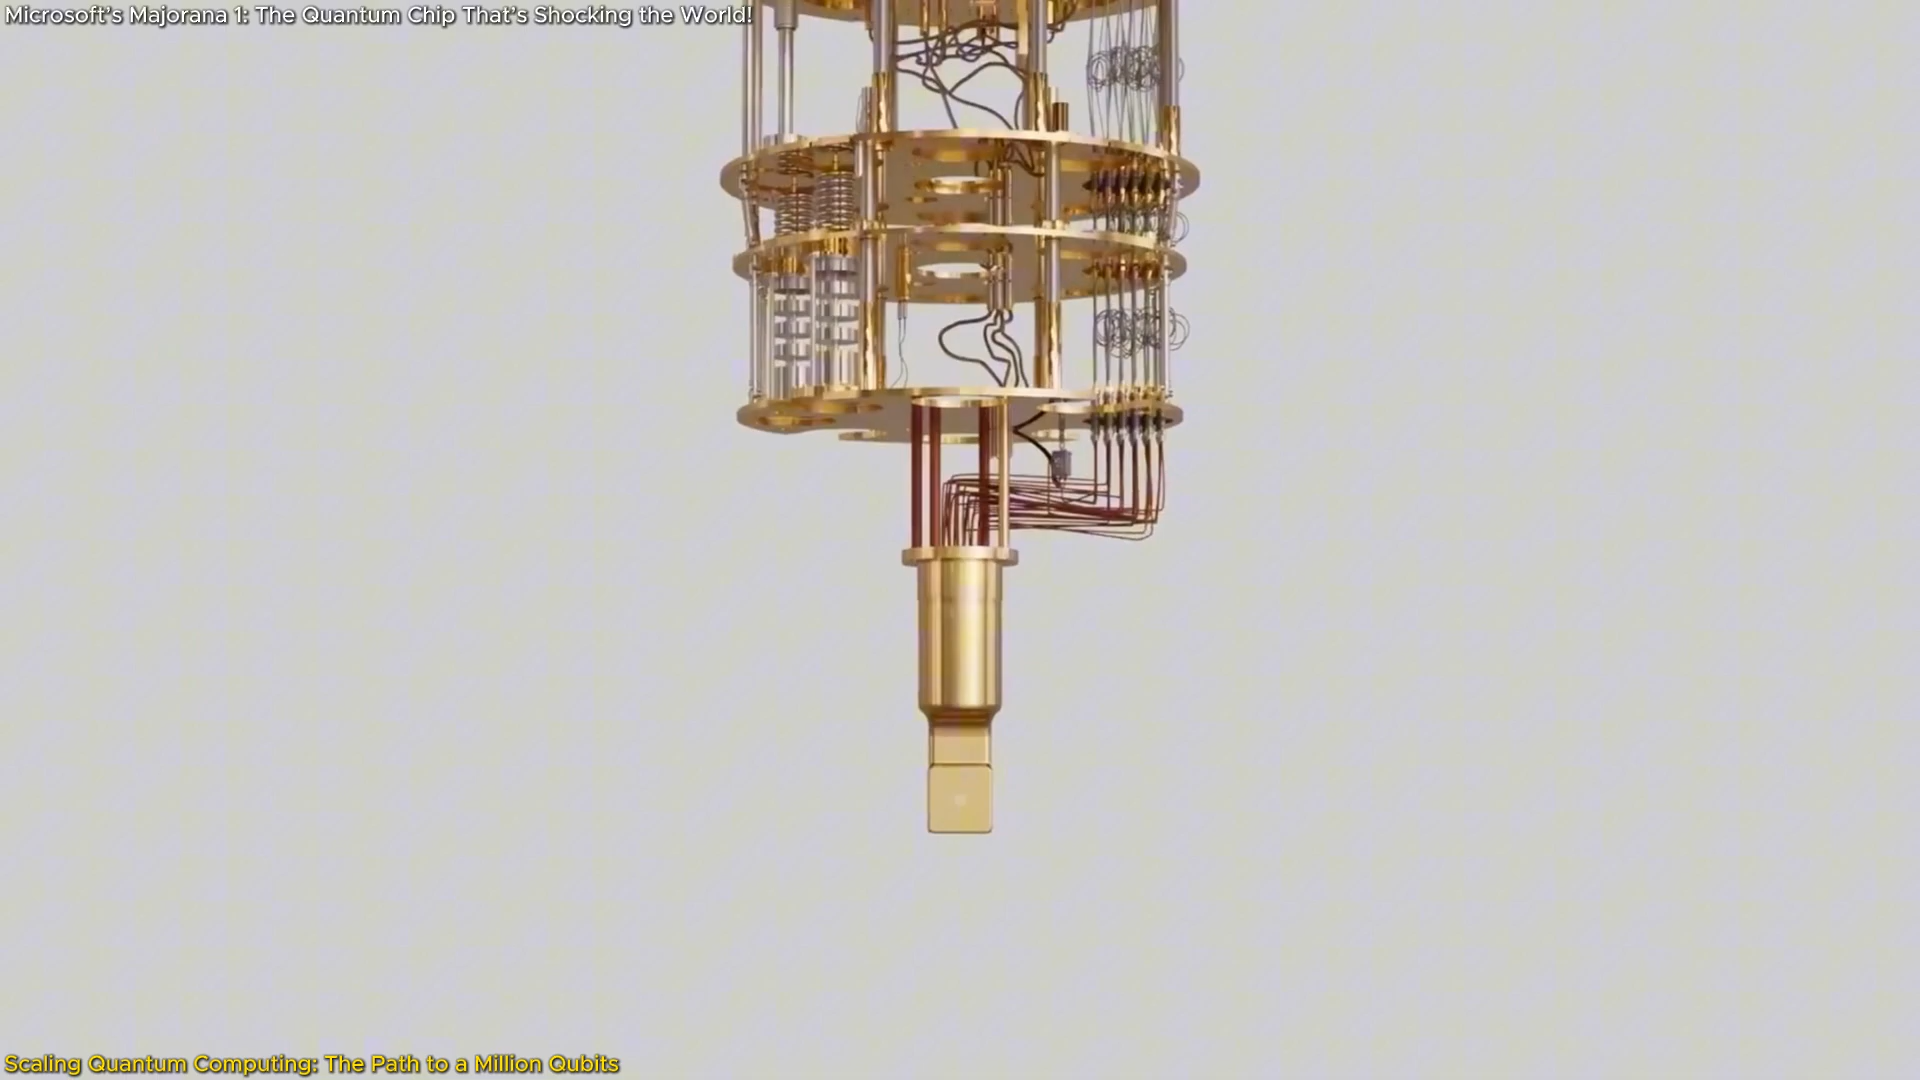 Microsoft’s Majorana 1: The Quantum Chip That’s Shocking the World!
Scaling Quantum Computing: The Path to a Million Qubits